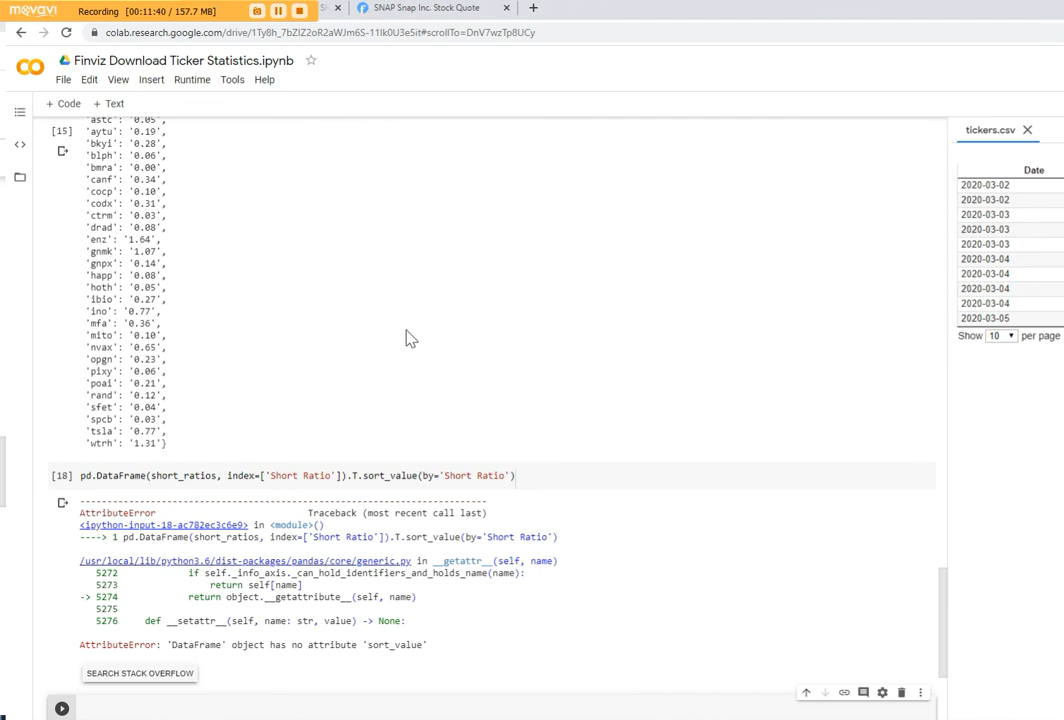 movavi
Recording | 00:11:40 / 157.7 MB
SNAP Snap Inc. Stock Quote
colab.research.google.com/drive/1Ty8h_7bZIZ2oR2aWJm6S-11Ik0U3e5it#scrollTo=DnV7wzTp8UCy
Finviz Download Ticker Statistics.ipynb
File Edit View Insert Runtime Tools Help
+ Code + Text
'astc': '0.05',
[15]
'aytu': '0.19',
'bkyi': '0.28',
'blph': '0.06',
'bmra': '0.00',
'canf': '0.34',
'cocp': '0.10',
'codx': '0.31',
'ctrm': '0.03',
'drad': '0.08',
'enz': '1.64',
'gnmk': '1.07',
'gnpx': '0.14',
'happ': '0.08',
'hoth': '0.05',
'ibio': '0.27',
'ino': '0.77',
'mfa': '0.36',
'mito': '0.10',
'nvax': '0.65',
'opgn': '0.23',
'pixy': '0.06',
'poai': '0.21',
'rand': '0.12',
'sfet': '0.04',
'spcb': '0.03',
'tsla': '0.77',
'wtrh': '1.31'}
[18] pd.DataFrame(short_ratios, index=['Short Ratio']).T.sort_value(by='Short Ratio')
---------------------------------------------------------------------------
AttributeError Traceback (most recent call last)
<ipython-input-18-ac782ec3c6e9> in <module>()
----> 1 pd.DataFrame(short_ratios, index=['Short Ratio']).T.sort_value(by='Short Ratio')
/usr/local/lib/python3.6/dist-packages/pandas/core/generic.py in __getattr__(self, name)
5272 if self._info_axis._can_hold_identifiers_and_holds_name(name):
5273 return self[name]
-> 5274 return object.__getattribute__(self, name)
5275
5276 def __setattr__(self, name: str, value) -> None:
AttributeError: 'DataFrame' object has no attribute 'sort_value'
SEARCH STACK OVERFLOW
tickers.csv
Date
2020-03-02
2020-03-02
2020-03-03
2020-03-03
2020-03-03
2020-03-04
2020-03-04
2020-03-04
2020-03-04
2020-03-05
Show 10 per page